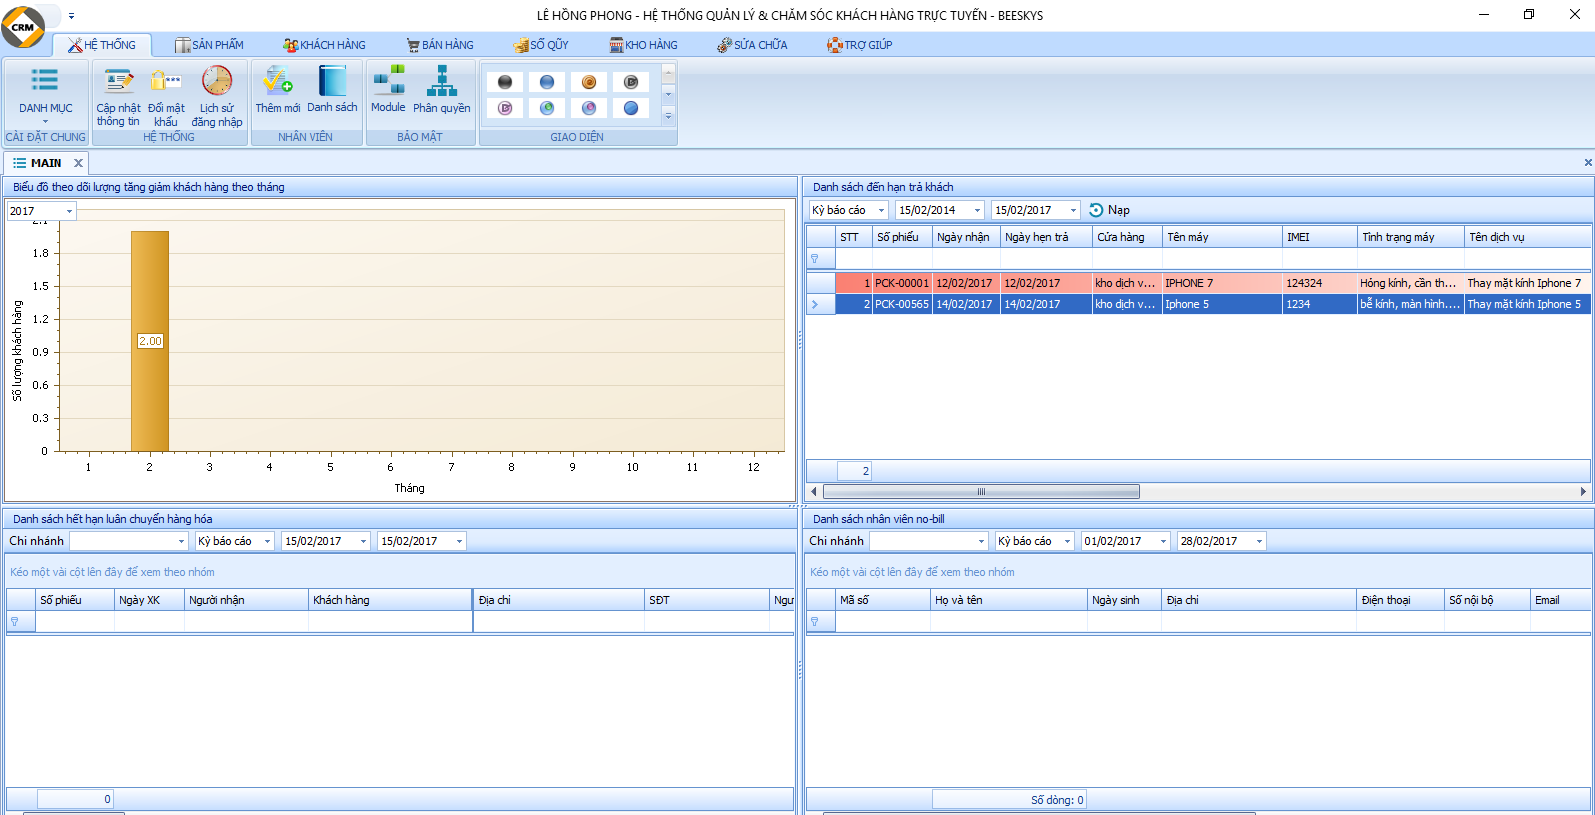 CRM
LÊ HỒNG PHONG - HỆ THỐNG QUẢN LÝ & CHĂM SÓC KHÁCH HÀNG TRỰC TUYẾN - BEESKYS
HỆ THỐNG SẢN PHẨM KHÁCH HÀNG BÁN HÀNG SỔ QŨY KHO HÀNG SỬA CHỮA TRỢ GIÚP
DANH MỤC
Cập nhật thông tin
Đổi mật khẩu
Lịch sử đăng nhập
Thêm mới Danh sách
Module Phân quyền
CÀI ĐẶT CHUNG HỆ THỐNG NHÂN VIÊN BẢO MẬT GIAO DIỆN
MAIN
Biểu đồ theo dõi lượng tăng giảm khách hàng theo tháng
2017
2.1
1.8
1.5
1.2
0.9
0.6
0.3
0
Số lượng khách hàng
2.00
1 2 3 4 5 6 7 8 9 10 11 12
Tháng
Danh sách đến hạn trả khách
Kỳ báo cáo 15/02/2014 15/02/2017 Nạp
STT Số phiếu Ngày nhận Ngày hẹn trả Cửa hàng Tên máy IMEI Tình trạng máy Tên dịch vụ
1 PCK-00001 12/02/2017 12/02/2017 kho dịch v... IPHONE 7 124324 Hỏng kính, cần th... Thay mặt kính Iphone 7
2 PCK-00565 14/02/2017 14/02/2017 kho dịch v... Iphone 5 1234 bễ kính, màn hình.... Thay mặt kính Iphone 5
2
Danh sách hết hạn luân chuyển hàng hóa
Chi nhánh Kỳ báo cáo 15/02/2017 15/02/2017
Kéo một vài cột lên đây để xem theo nhóm
Số phiếu Ngày XK Người nhận Khách hàng Địa chỉ SĐT Ngư
0
Danh sách nhân viên no-bill
Chi nhánh Kỳ báo cáo 01/02/2017 28/02/2017
Kéo một vài cột lên đây để xem theo nhóm
Mã số Họ và tên Ngày sinh Địa chỉ Điện thoại Số nội bộ Email
Số dòng: 0